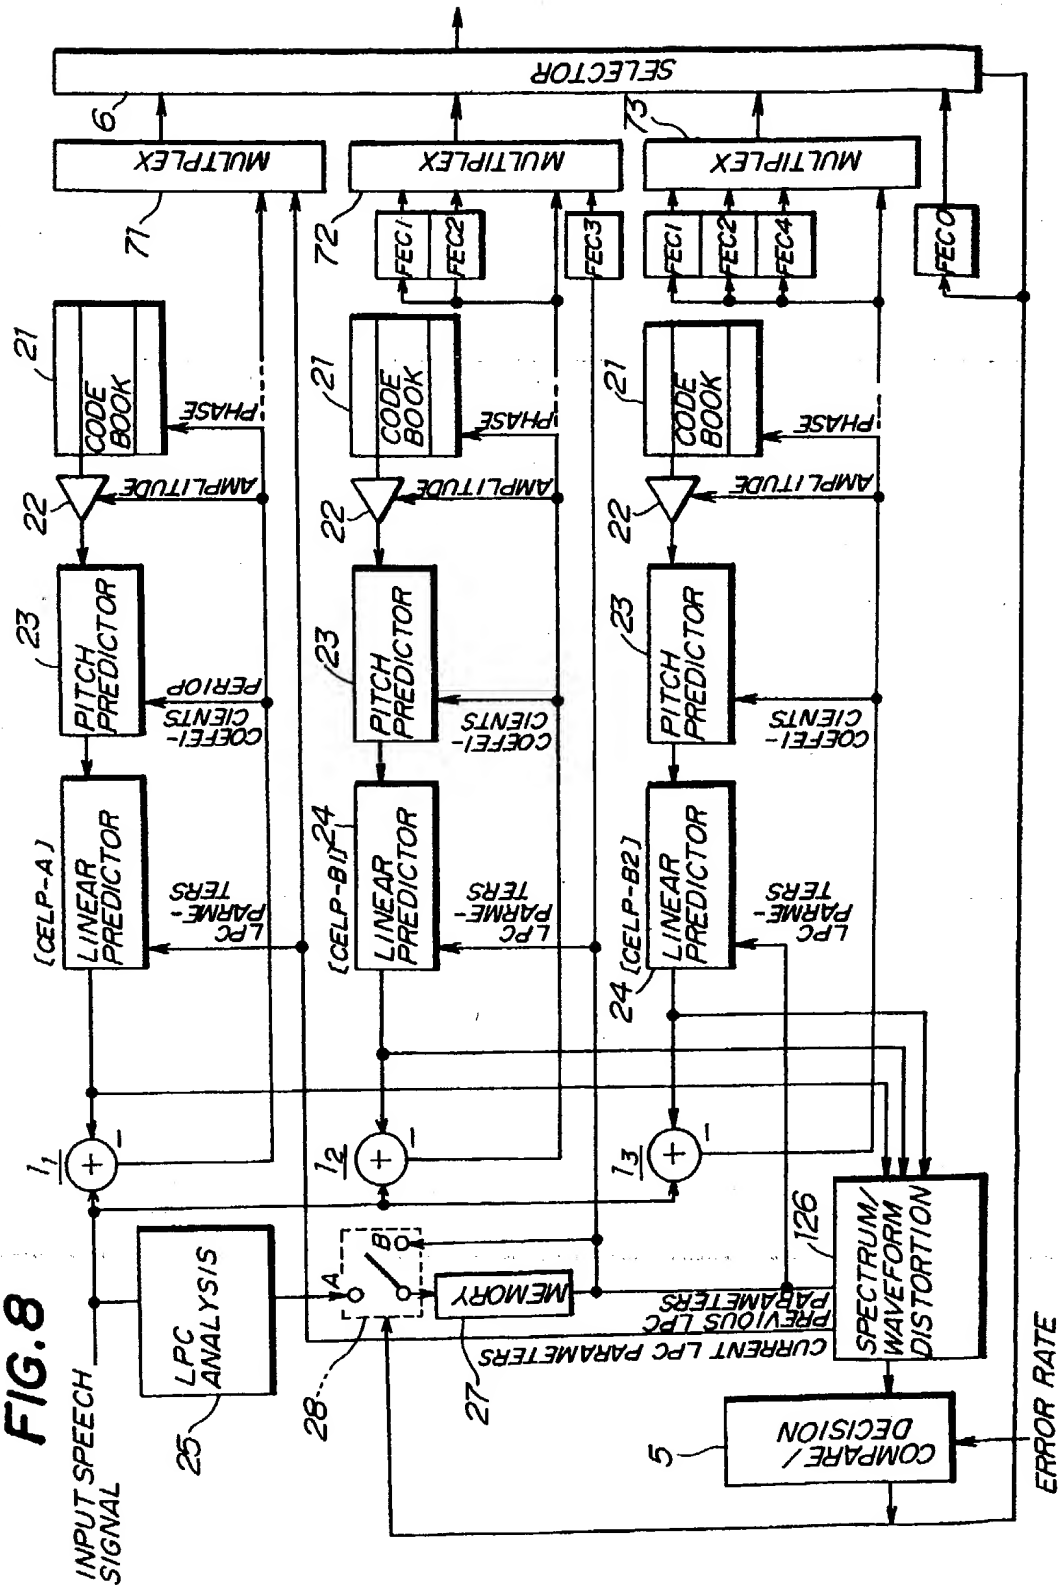 FIG.8
INPUT SPEECH
SIGNAL
LPC
ANALYSIS
25
1₁
[CELP-A]
LINEAR
PREDICTOR
LPC
PARME-
TERS
23
PITCH
PREDICTOR
COEFEI-
CIENTS
PERIOP
22
AMPLITUDE
21
CODE
BOOK
PHASE
71
MULTPLEX
6
SELECTOR
28
A
B
MEMORY
27
1₂
[CELP-B1]
24
LINEAR
PREDICTOR
LPC
PARME-
TERS
23
PITCH
PREDICTOR
COEFEI-
CIENTS
22
AMPLITUDE
21
CODE
BOOK
PHASE
FEC1
FEC2
FEC3
72
MULTIPLEX
1₃
24
[CELP-B2]
LINEAR
PREDICTOR
LPC
PARME-
TERS
23
PITCH
PREDICTOR
COEFEI-
CIENTS
22
AMPLITUDE
21
CODE
BOOK
PHASE
FEC1
FEC2
FEC4
73
MULTIPLEX
FEC0
CURRENT LPC PARAMETERS
PREVIOUS LPC
PARAMETERS
126
SPECTRUM/
WAVEFORM
DISTORTION
5
COMPARE/
DECISION
ERROR RATE
+
−
+
−
+
−